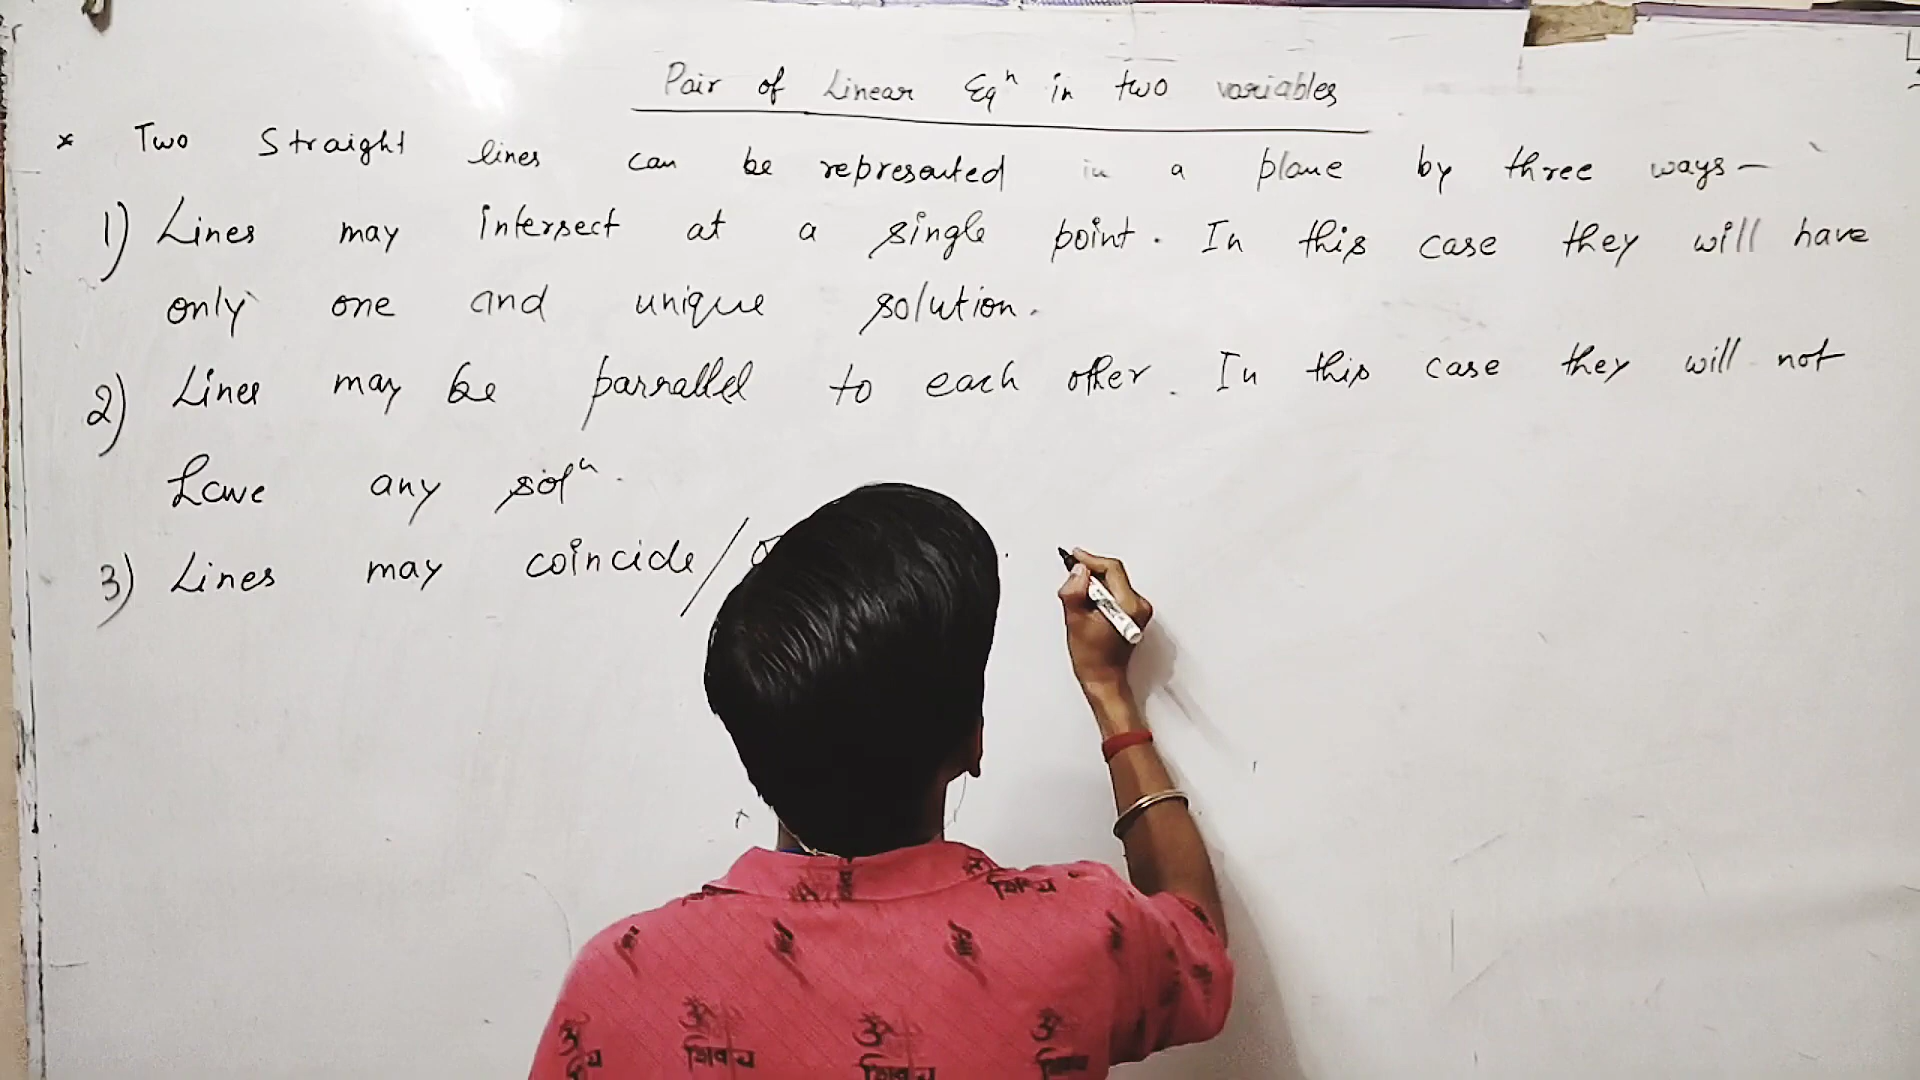 Pair of Linear Eqⁿ in two variables
* Two Straight lines can be represented in a plane by three ways —
1) Lines may intersect at a single point. In this case they will have
only one and unique solution.
2) Lines may be parrallel to each other. In this case they will not
have any solⁿ.
3) Lines may coincide /
ॐ
शिवाय
ॐ
शिवाय